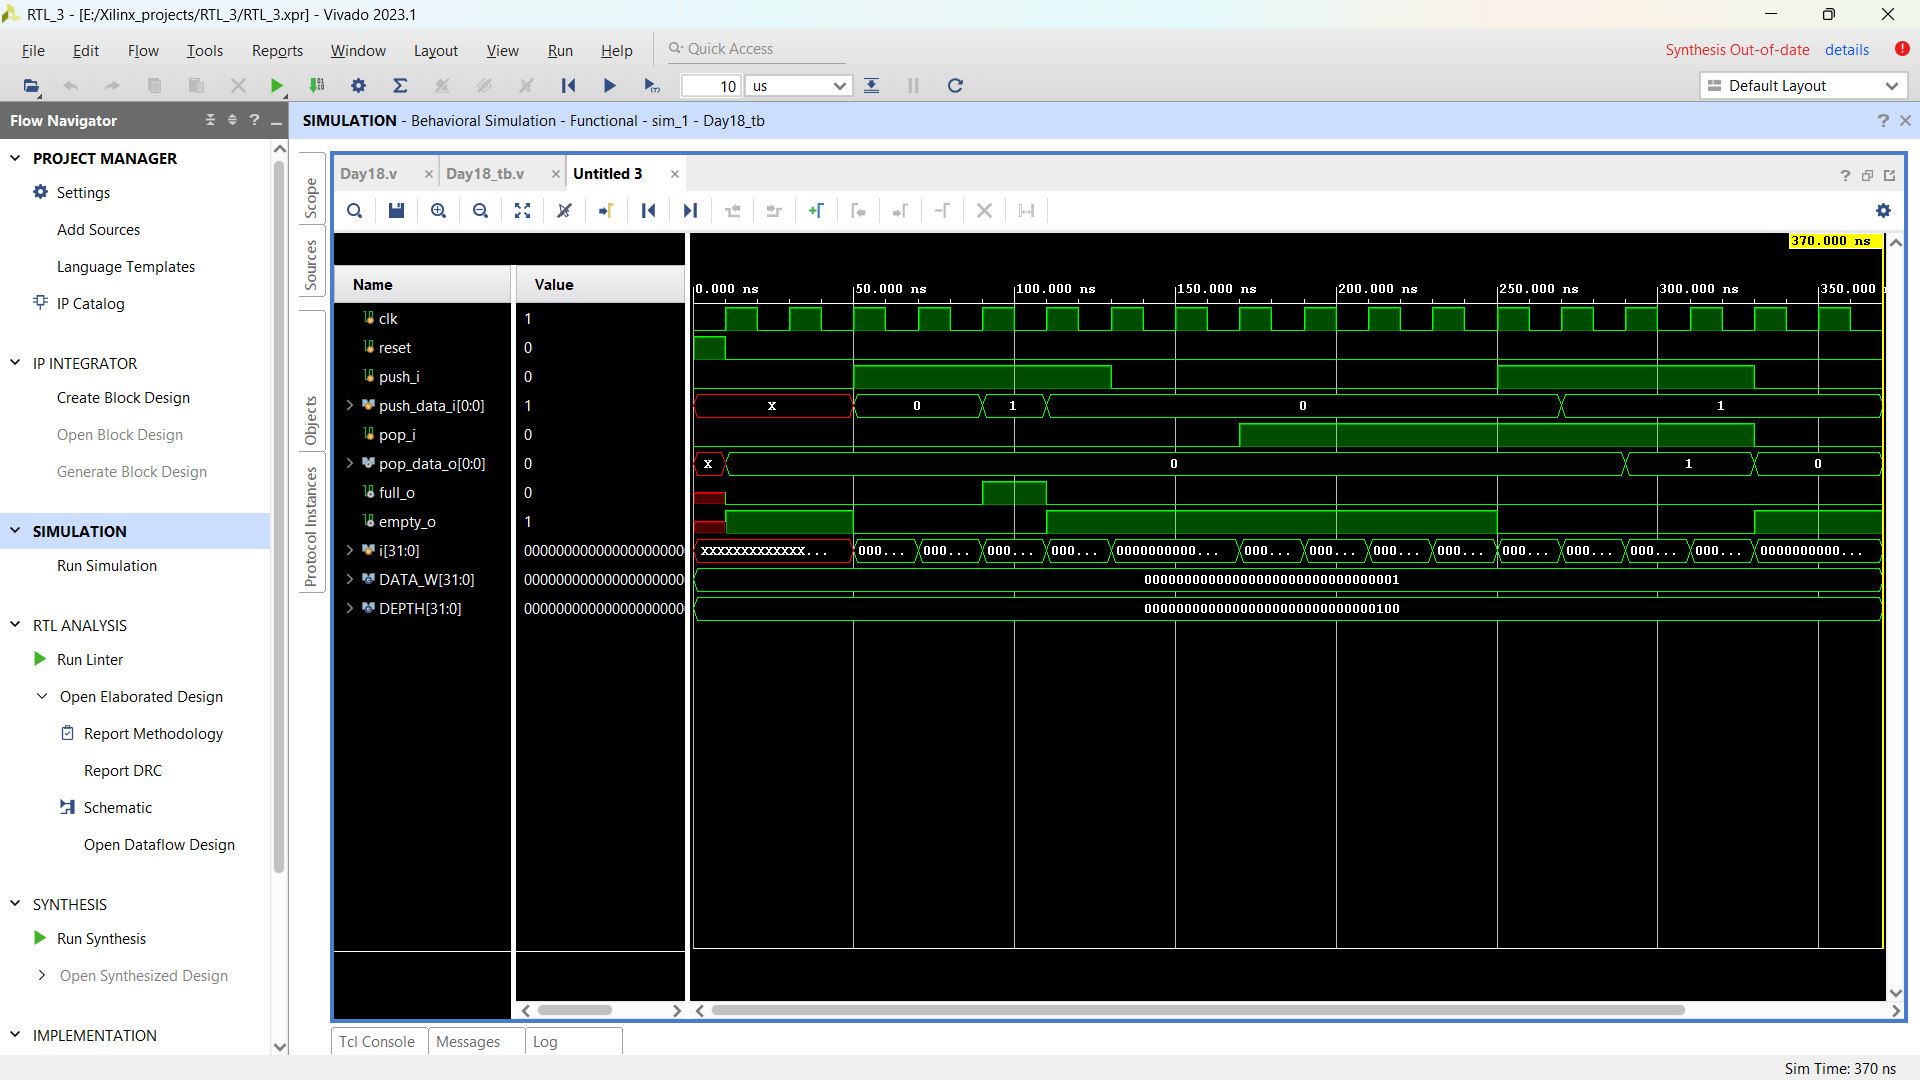 RTL_3 - [E:/Xilinx_projects/RTL_3/RTL_3.xpr] - Vivado 2023.1
File Edit Flow Tools Reports Window Layout View Run Help Quick Access
Synthesis Out-of-date details
10 us
Default Layout
Flow Navigator
SIMULATION - Behavioral Simulation - Functional - sim_1 - Day18_tb
PROJECT MANAGER
Settings
Add Sources
Language Templates
IP Catalog
IP INTEGRATOR
Create Block Design
Open Block Design
Generate Block Design
SIMULATION
Run Simulation
RTL ANALYSIS
Run Linter
Open Elaborated Design
Report Methodology
Report DRC
Schematic
Open Dataflow Design
SYNTHESIS
Run Synthesis
Open Synthesized Design
IMPLEMENTATION
Scope
Sources
Objects
Protocol Instances
Day18.v Day18_tb.v Untitled 3
370.000 ns
Name Value
0.000 ns 50.000 ns 100.000 ns 150.000 ns 200.000 ns 250.000 ns 300.000 ns 350.000
clk 1
reset 0
push_i 0
push_data_i[0:0] 1 X 0 1 0 1
pop_i 0
pop_data_o[0:0] 0 X 0 1 0
full_o 0
empty_o 1
i[31:0] 00000000000000000000 XXXXXXXXXXXXX... 000... 000... 000... 000... 0000000000... 000... 000... 000... 000... 000... 000... 000... 000... 0000000000...
DATA_W[31:0] 00000000000000000000 00000000000000000000000000000001
DEPTH[31:0] 00000000000000000000 00000000000000000000000000000100
Tcl Console Messages Log
Sim Time: 370 ns